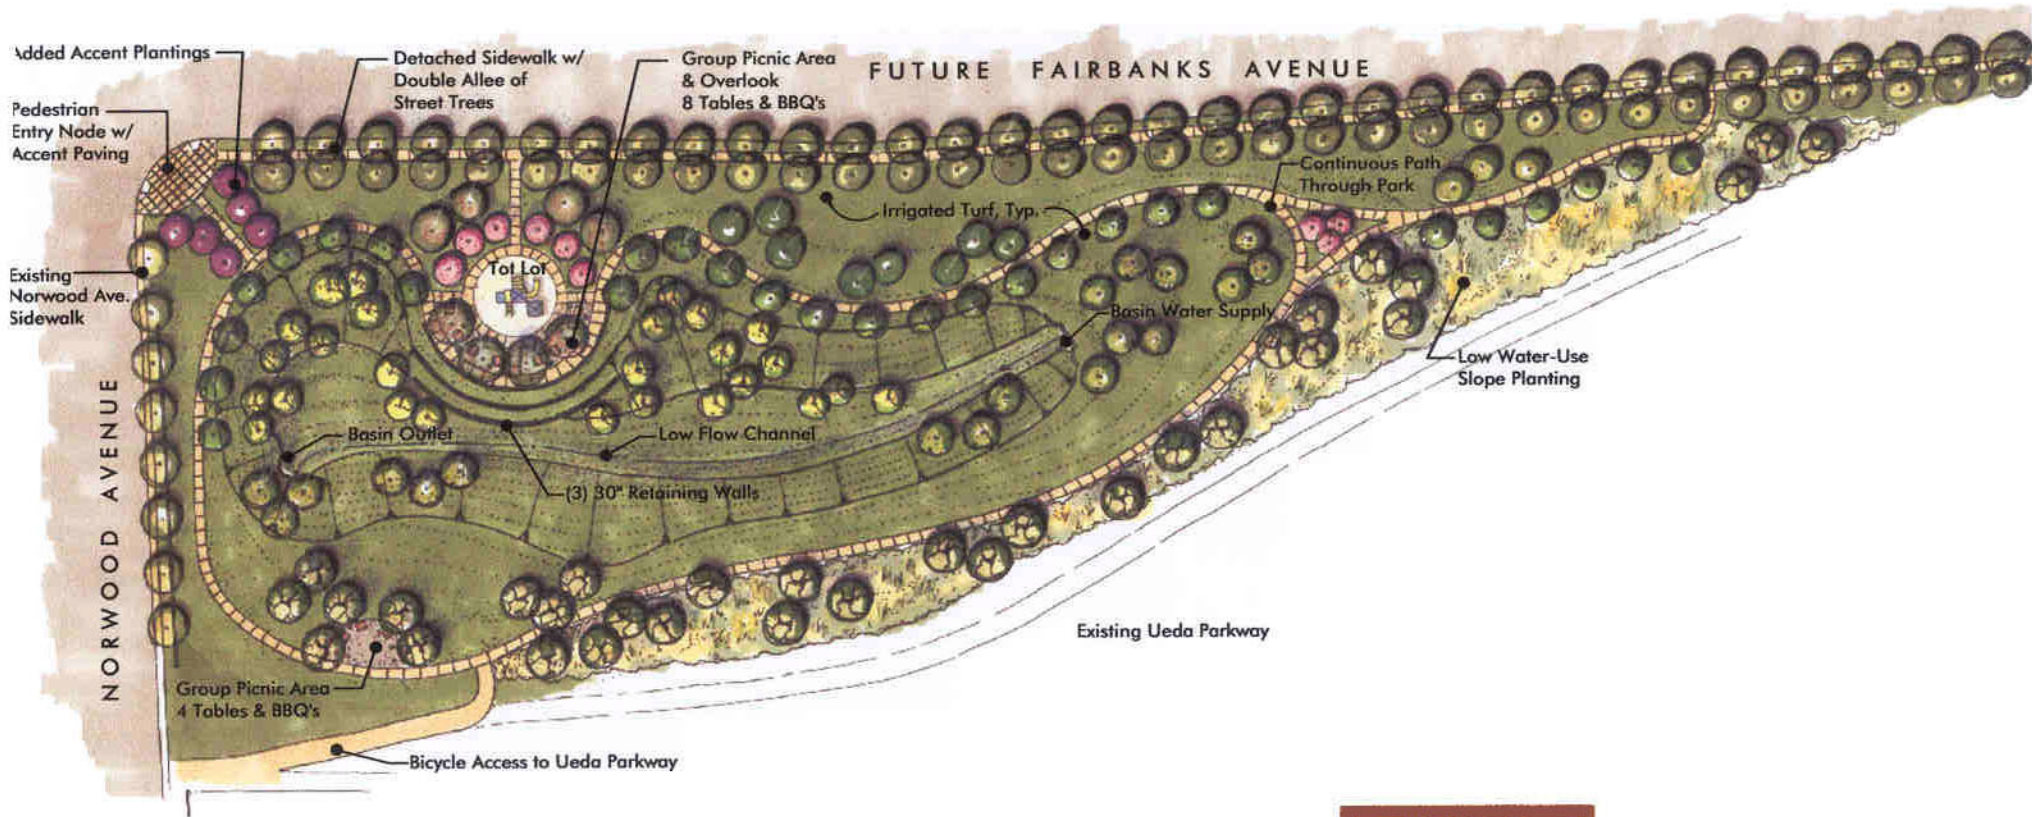 Added Accent Plantings
Detached Sidewalk w/
Double Allee of
Street Trees
Group Picnic Area
& Overlook
8 Tables & BBQ's
FUTURE FAIRBANKS AVENUE
Pedestrian
Entry Node w/
Accent Paving
Continuous Path
Through Park
Irrigated Turf, Typ.
Existing
Norwood Ave.
Sidewalk
Tot Lot
Basin Water Supply
Low Water-Use
Slope Planting
NORWOOD AVENUE
Basin Outlet
Low Flow Channel
(3) 30" Retaining Walls
Existing Ueda Parkway
Group Picnic Area
4 Tables & BBQ's
Bicycle Access to Ueda Parkway